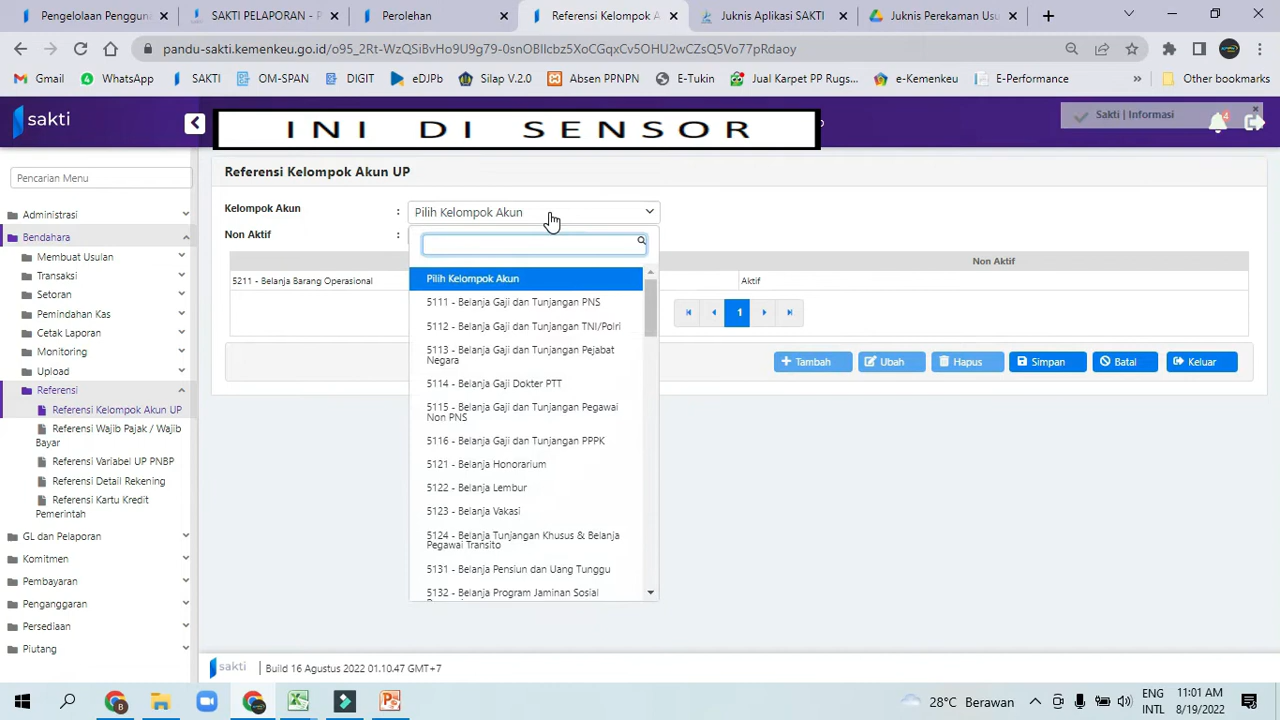 Pengelolaan Pengguna
SAKTI PELAPORAN - P
Perolehan
Referensi Kelompok A
Juknis Aplikasi SAKTI
Juknis Perekaman Usu
pandu-sakti.kemenkeu.go.id/o95_2Rt-WzQSiBvHo9U9g79-0snOBIIcbz5XoCGqxCv5OHU2wCZsQ5Vo77pRdaoy
Gmail
WhatsApp
SAKTI
OM-SPAN
DIGIT
eDJPb
Silap V.2.0
Absen PPNPN
E-Tukin
Jual Karpet PP Rugs...
e-Kemenkeu
E-Performance
Other bookmarks
sakti
INI DI SENSOR
Sakti | Informasi
4
Pencarian Menu
Administrasi
Bendahara
Membuat Usulan
Transaksi
Setoran
Pemindahan Kas
Cetak Laporan
Monitoring
Upload
Referensi
Referensi Kelompok Akun UP
Referensi Wajib Pajak / Wajib
Bayar
Referensi Variabel UP PNBP
Referensi Detail Rekening
Referensi Kartu Kredit
Pemerintah
GL dan Pelaporan
Komitmen
Pembayaran
Penganggaran
Persediaan
Piutang
Referensi Kelompok Akun UP
Kelompok Akun : Pilih Kelompok Akun
Non Aktif :
Non Aktif
5211 - Belanja Barang Operasional
Aktif
1
Tambah
Ubah
Hapus
Simpan
Batal
Keluar
Pilih Kelompok Akun
5111 - Belanja Gaji dan Tunjangan PNS
5112 - Belanja Gaji dan Tunjangan TNI/Polri
5113 - Belanja Gaji dan Tunjangan Pejabat
Negara
5114 - Belanja Gaji Dokter PTT
5115 - Belanja Gaji dan Tunjangan Pegawai
Non PNS
5116 - Belanja Gaji dan Tunjangan PPPK
5121 - Belanja Honorarium
5122 - Belanja Lembur
5123 - Belanja Vakasi
5124 - Belanja Tunjangan Khusus & Belanja
Pegawai Transito
5131 - Belanja Pensiun dan Uang Tunggu
5132 - Belanja Program Jaminan Sosial
sakti | Build 16 Agustus 2022 01.10.47 GMT+7
28°C Berawan
ENG
INTL
11:01 AM
8/19/2022